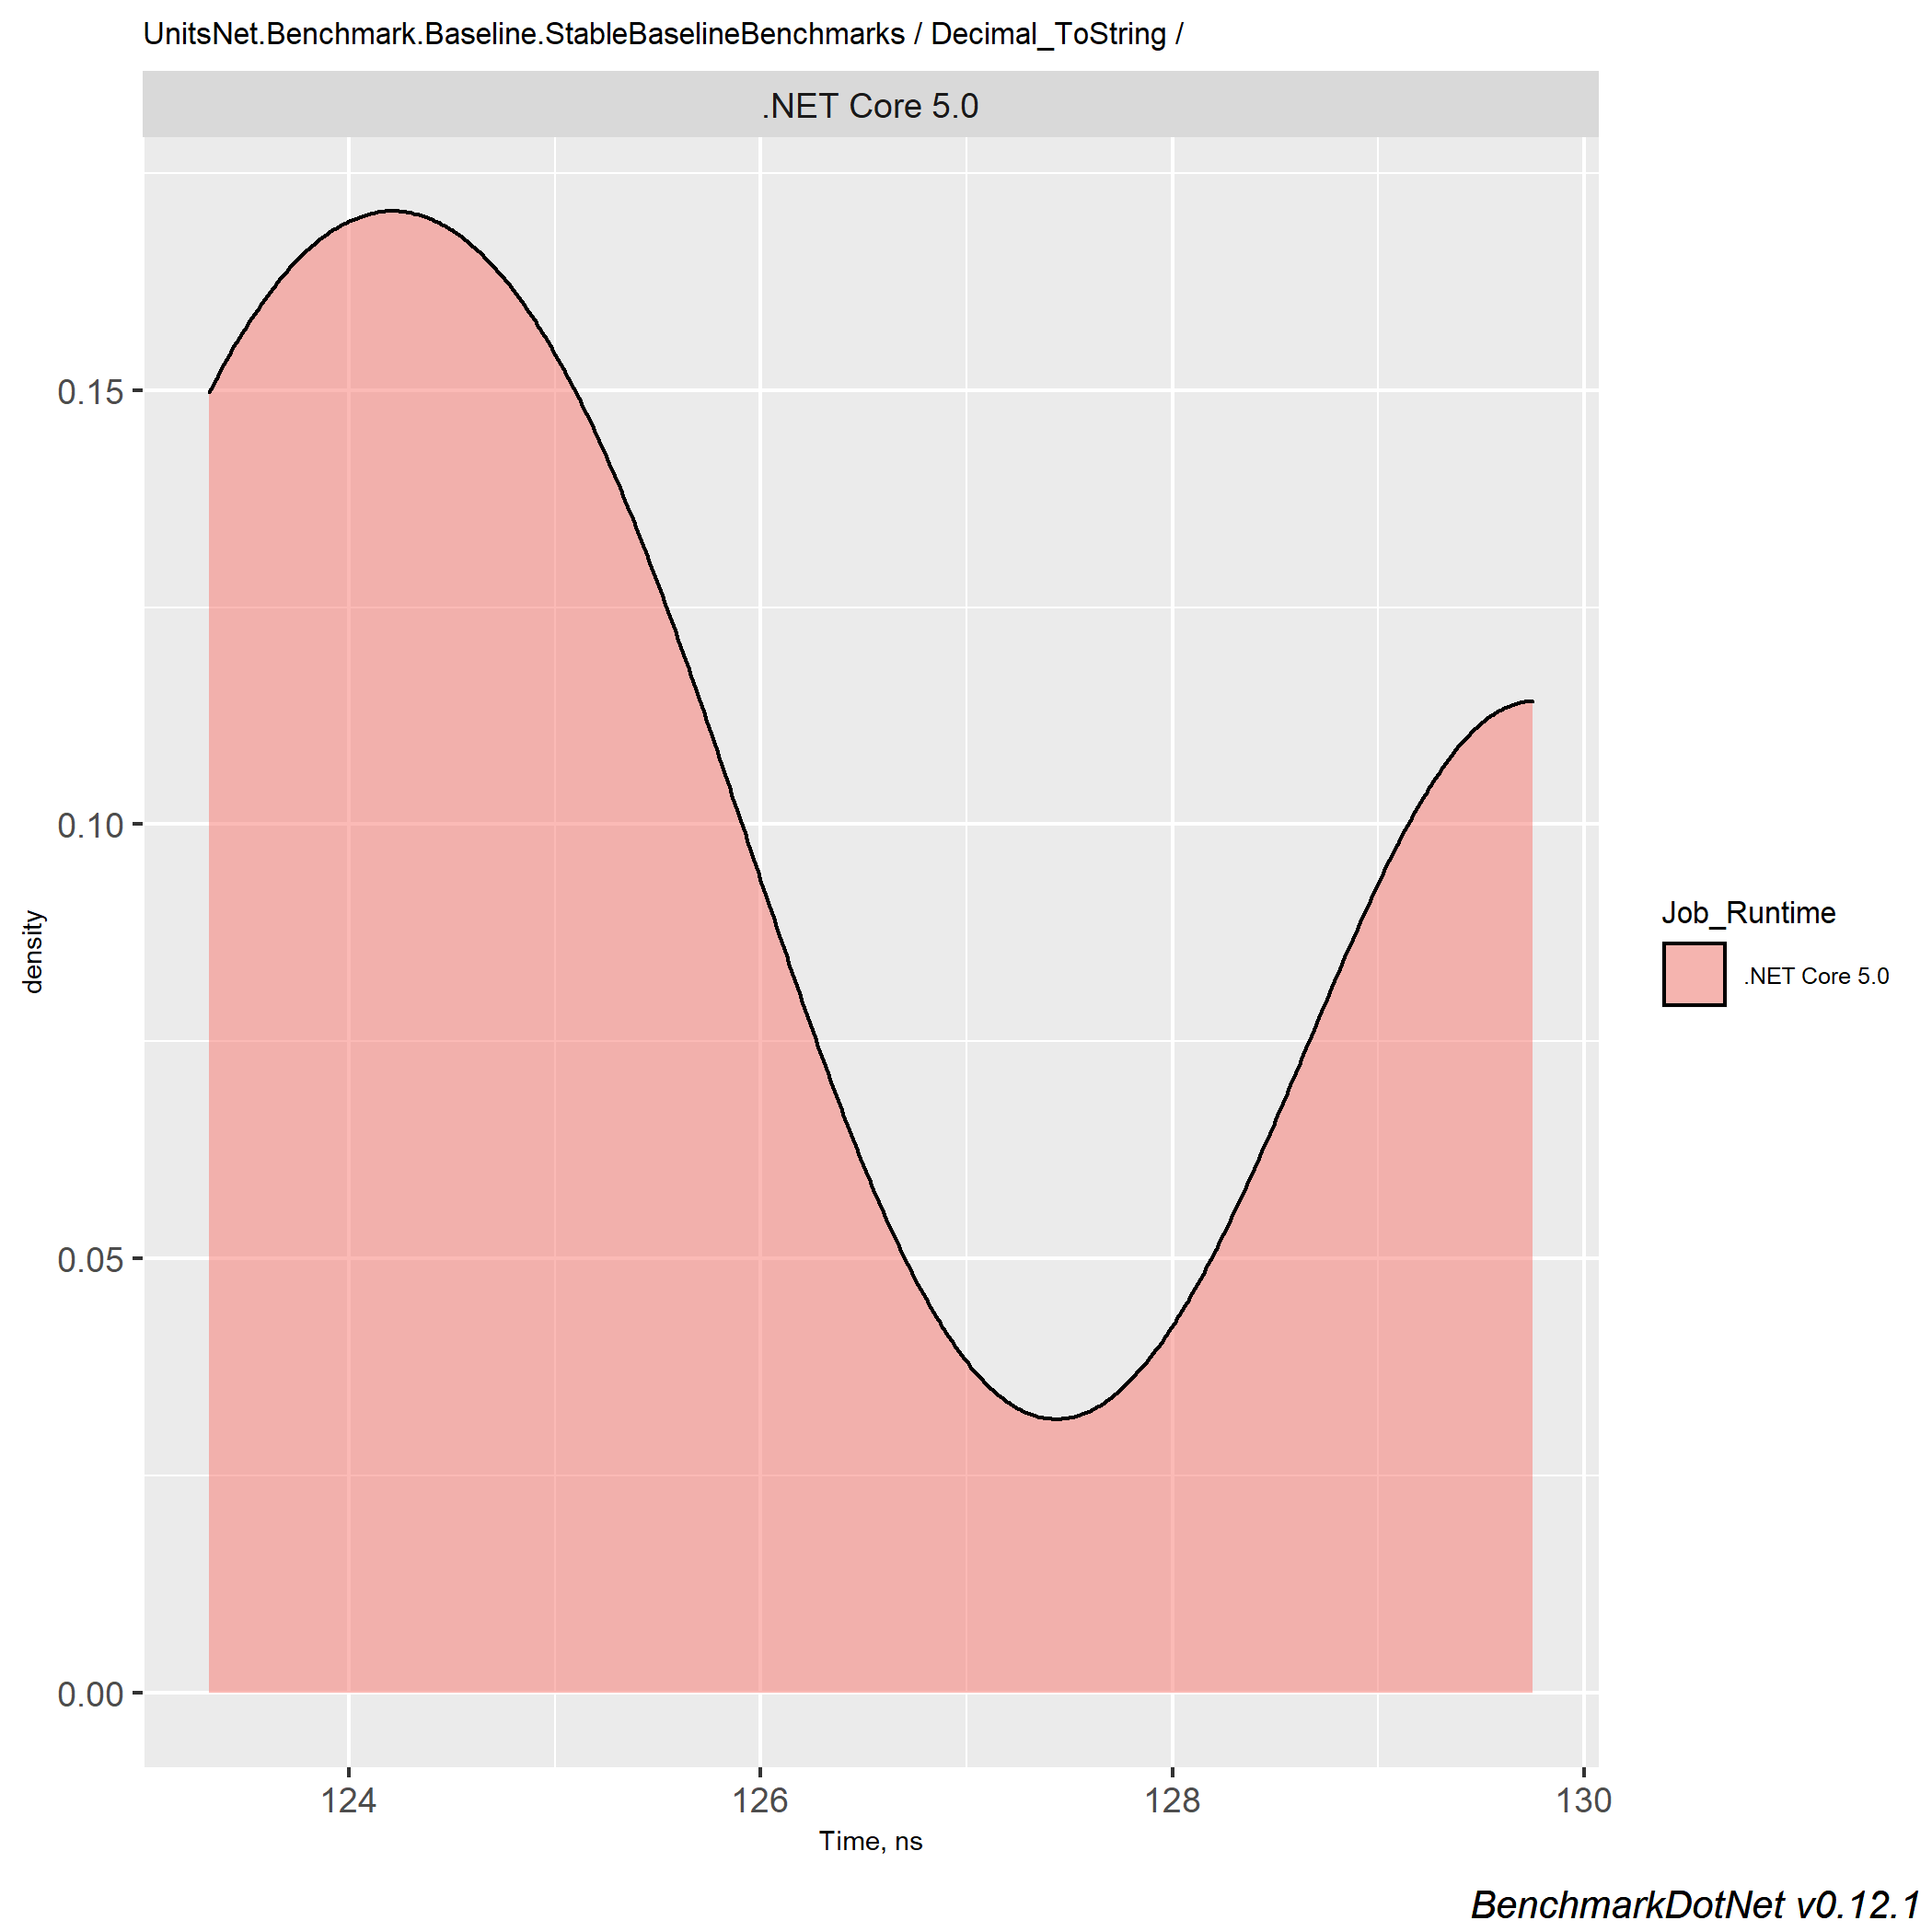 UnitsNet.Benchmark.Baseline.StableBaselineBenchmarks / Decimal_ToString /
.NET Core 5.0
0.15
0.10
0.05
0.00
density
124 126 128 130
Time, ns
Job_Runtime
.NET Core 5.0
BenchmarkDotNet v0.12.1